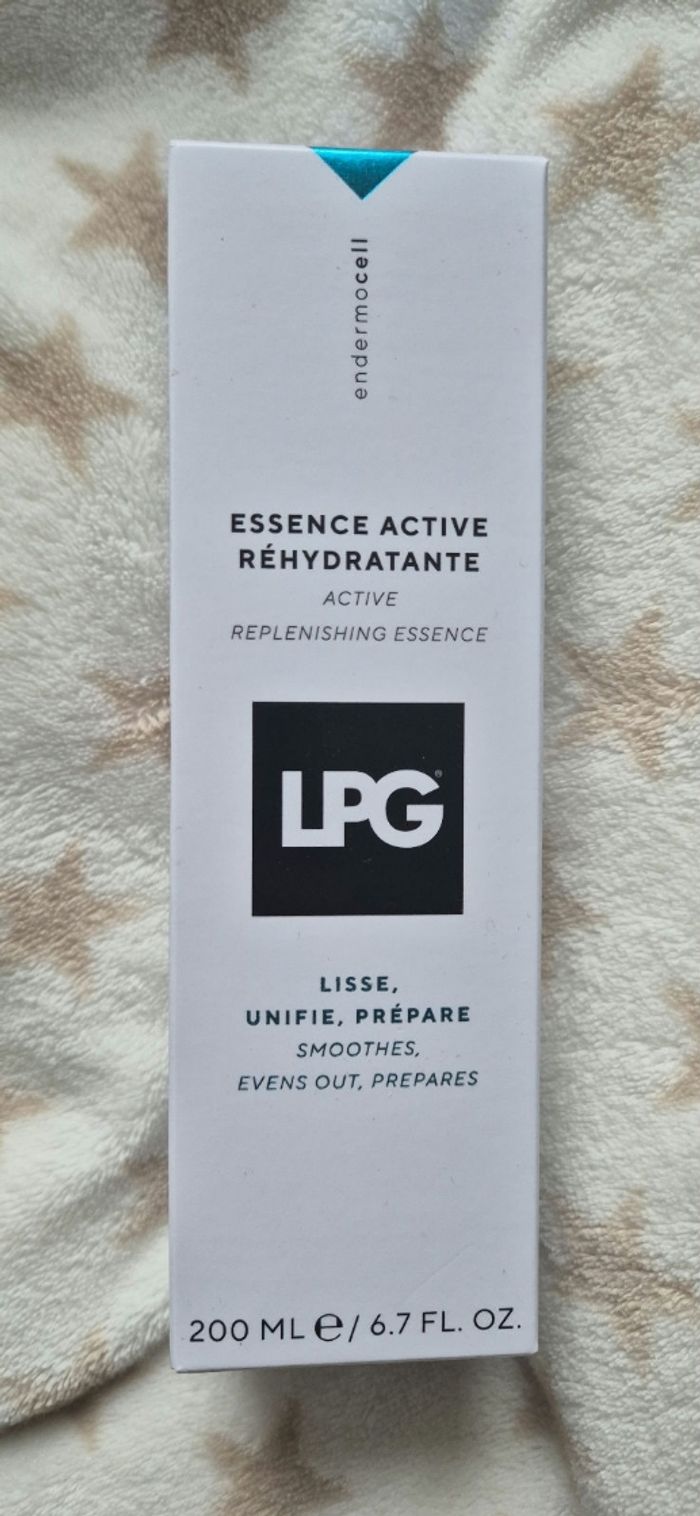 endermocell
ESSENCE ACTIVE
RÉHYDRATANTE
ACTIVE
REPLENISHING ESSENCE
LPG®
LISSE,
UNIFIE, PRÉPARE
SMOOTHES,
EVENS OUT, PREPARES
200 ML ℮/ 6.7 FL. OZ.